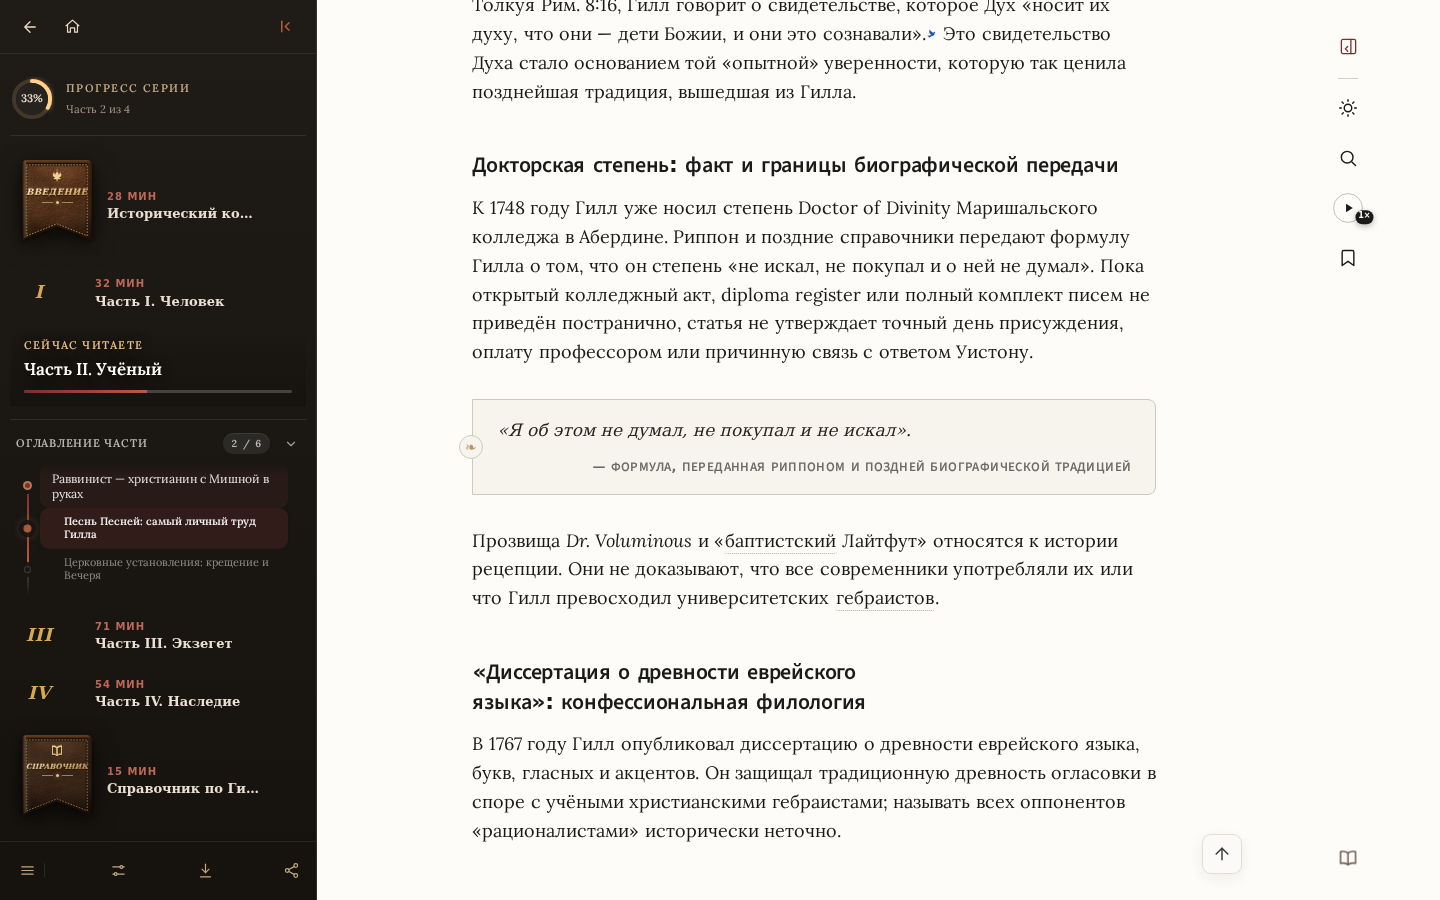 33%
ПРОГРЕСС СЕРИИ
Часть 2 из 4
ВВЕДЕНИЕ
28 МИН
Исторический ко...
I
32 МИН
Часть I. Человек
СЕЙЧАС ЧИТАЕТЕ
Часть II. Учёный
ОГЛАВЛЕНИЕ ЧАСТИ
2 / 6
Раввинист — христианин с Мишной в
руках
Песнь Песней: самый личный труд
Гилла
Церковные установления: крещение и
Вечеря
III
71 МИН
Часть III. Экзегет
IV
54 МИН
Часть IV. Наследие
СПРАВОЧНИК
15 МИН
Справочник по Ги...
Толкуя Рим. 8:16, Гилл говорит о свидетельстве, которое Дух «носит их
духу, что они — дети Божии, и они это сознавали». Это свидетельство
Духа стало основанием той «опытной» уверенности, которую так ценила
позднейшая традиция, вышедшая из Гилла.
Докторская степень: факт и границы биографической передачи
К 1748 году Гилл уже носил степень Doctor of Divinity Маришальского
колледжа в Абердине. Риппон и поздние справочники передают формулу
Гилла о том, что он степень «не искал, не покупал и о ней не думал». Пока
открытый колледжный акт, diploma register или полный комплект писем не
приведён постранично, статья не утверждает точный день присуждения,
оплату профессором или причинную связь с ответом Уистону.
«Я об этом не думал, не покупал и не искал».
— ФОРМУЛА, ПЕРЕДАННАЯ РИППОНОМ И ПОЗДНЕЙ БИОГРАФИЧЕСКОЙ ТРАДИЦИЕЙ
Прозвища Dr. Voluminous и «баптистский Лайтфут» относятся к истории
рецепции. Они не доказывают, что все современники употребляли их или
что Гилл превосходил университетских гебраистов.
«Диссертация о древности еврейского
языка»: конфессиональная филология
В 1767 году Гилл опубликовал диссертацию о древности еврейского языка,
букв, гласных и акцентов. Он защищал традиционную древность огласовки в
споре с учёными христианскими гебраистами; называть всех оппонентов
«рационалистами» исторически неточно.
1×